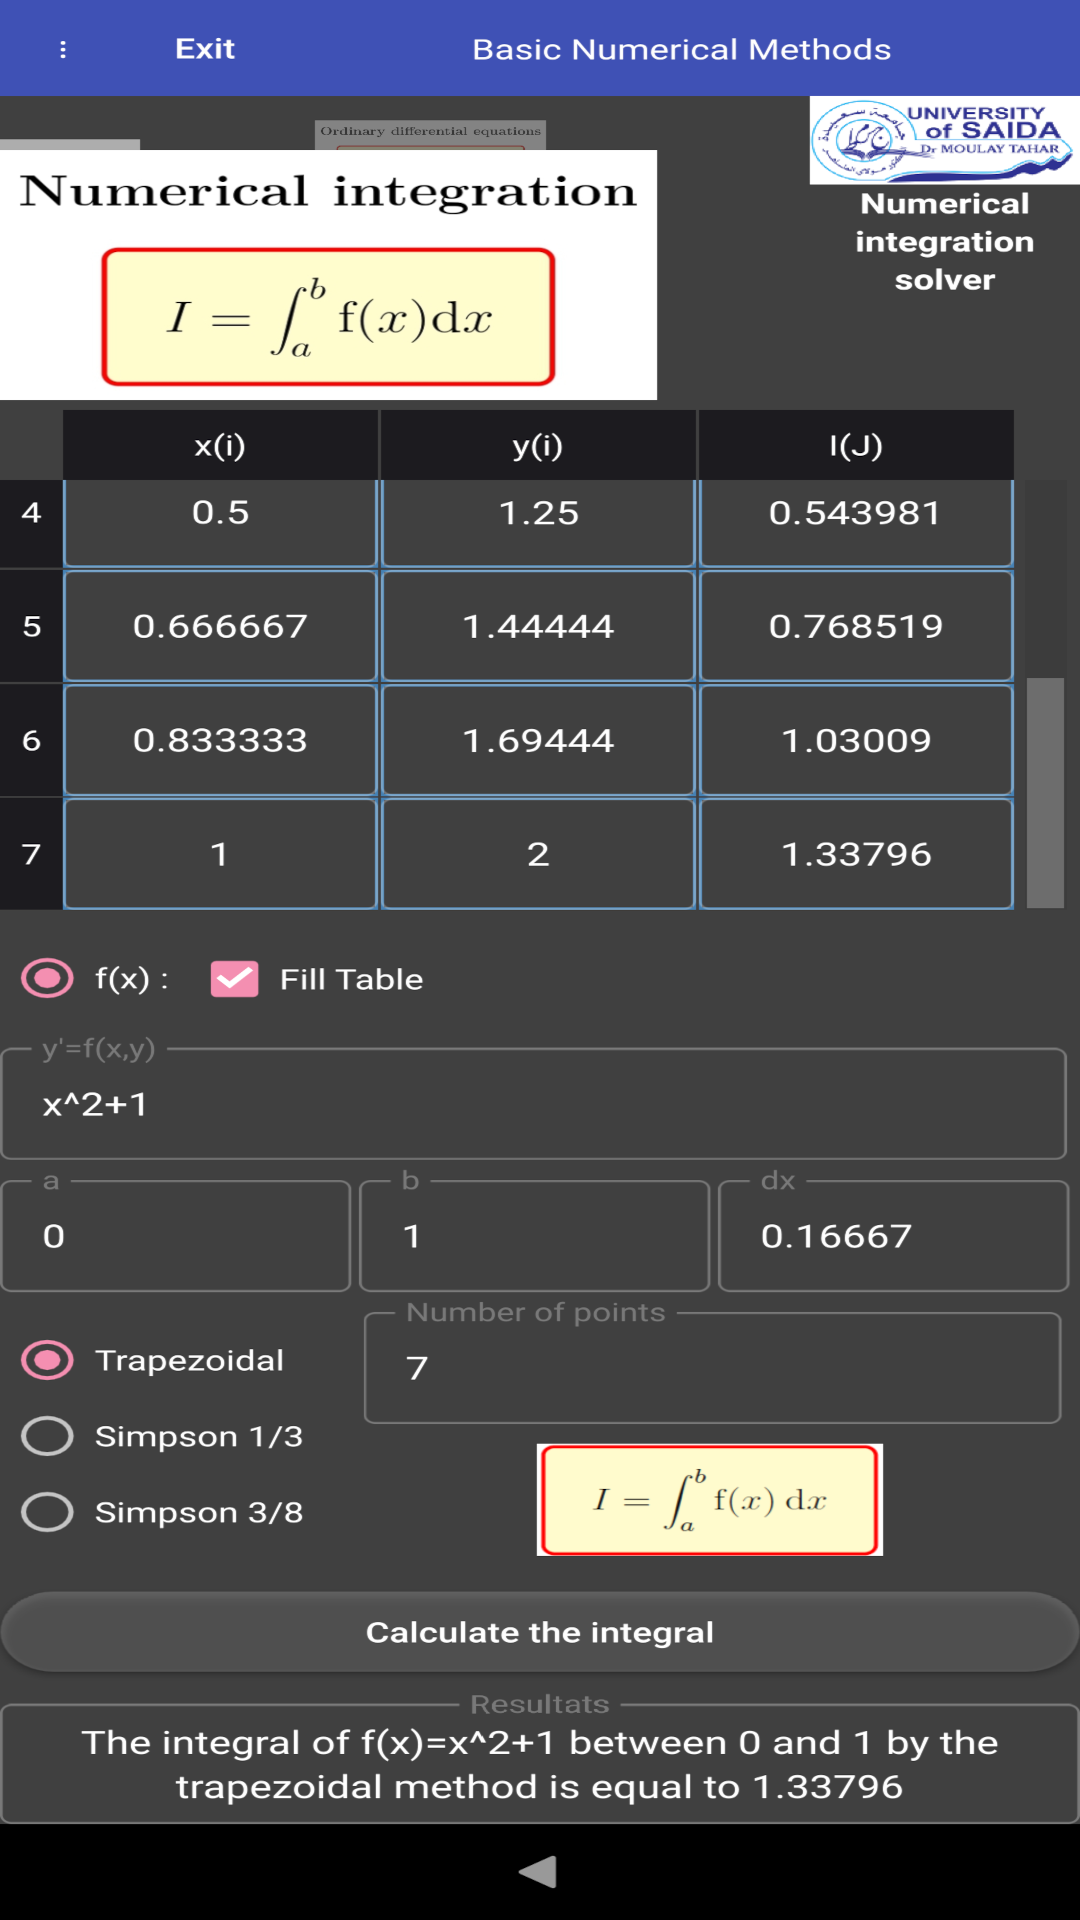 Exit
Basic Numerical Methods
Ordinary differential equations
UNIVERSITY
of SAIDA
Dr MOULAY TAHAR
Numerical integration
I = ∫_a^b f(x)dx
Numerical
integration
solver
x(i) y(i) I(J)
4 0.5 1.25 0.543981
5 0.666667 1.44444 0.768519
6 0.833333 1.69444 1.03009
7 1 2 1.33796
f(x) : Fill Table
y'=f(x,y)
x^2+1
a b dx
0 1 0.16667
Number of points
Trapezoidal 7
Simpson 1/3
Simpson 3/8
I = ∫_a^b f(x) dx
Calculate the integral
Resultats
The integral of f(x)=x^2+1 between 0 and 1 by the
trapezoidal method is equal to 1.33796